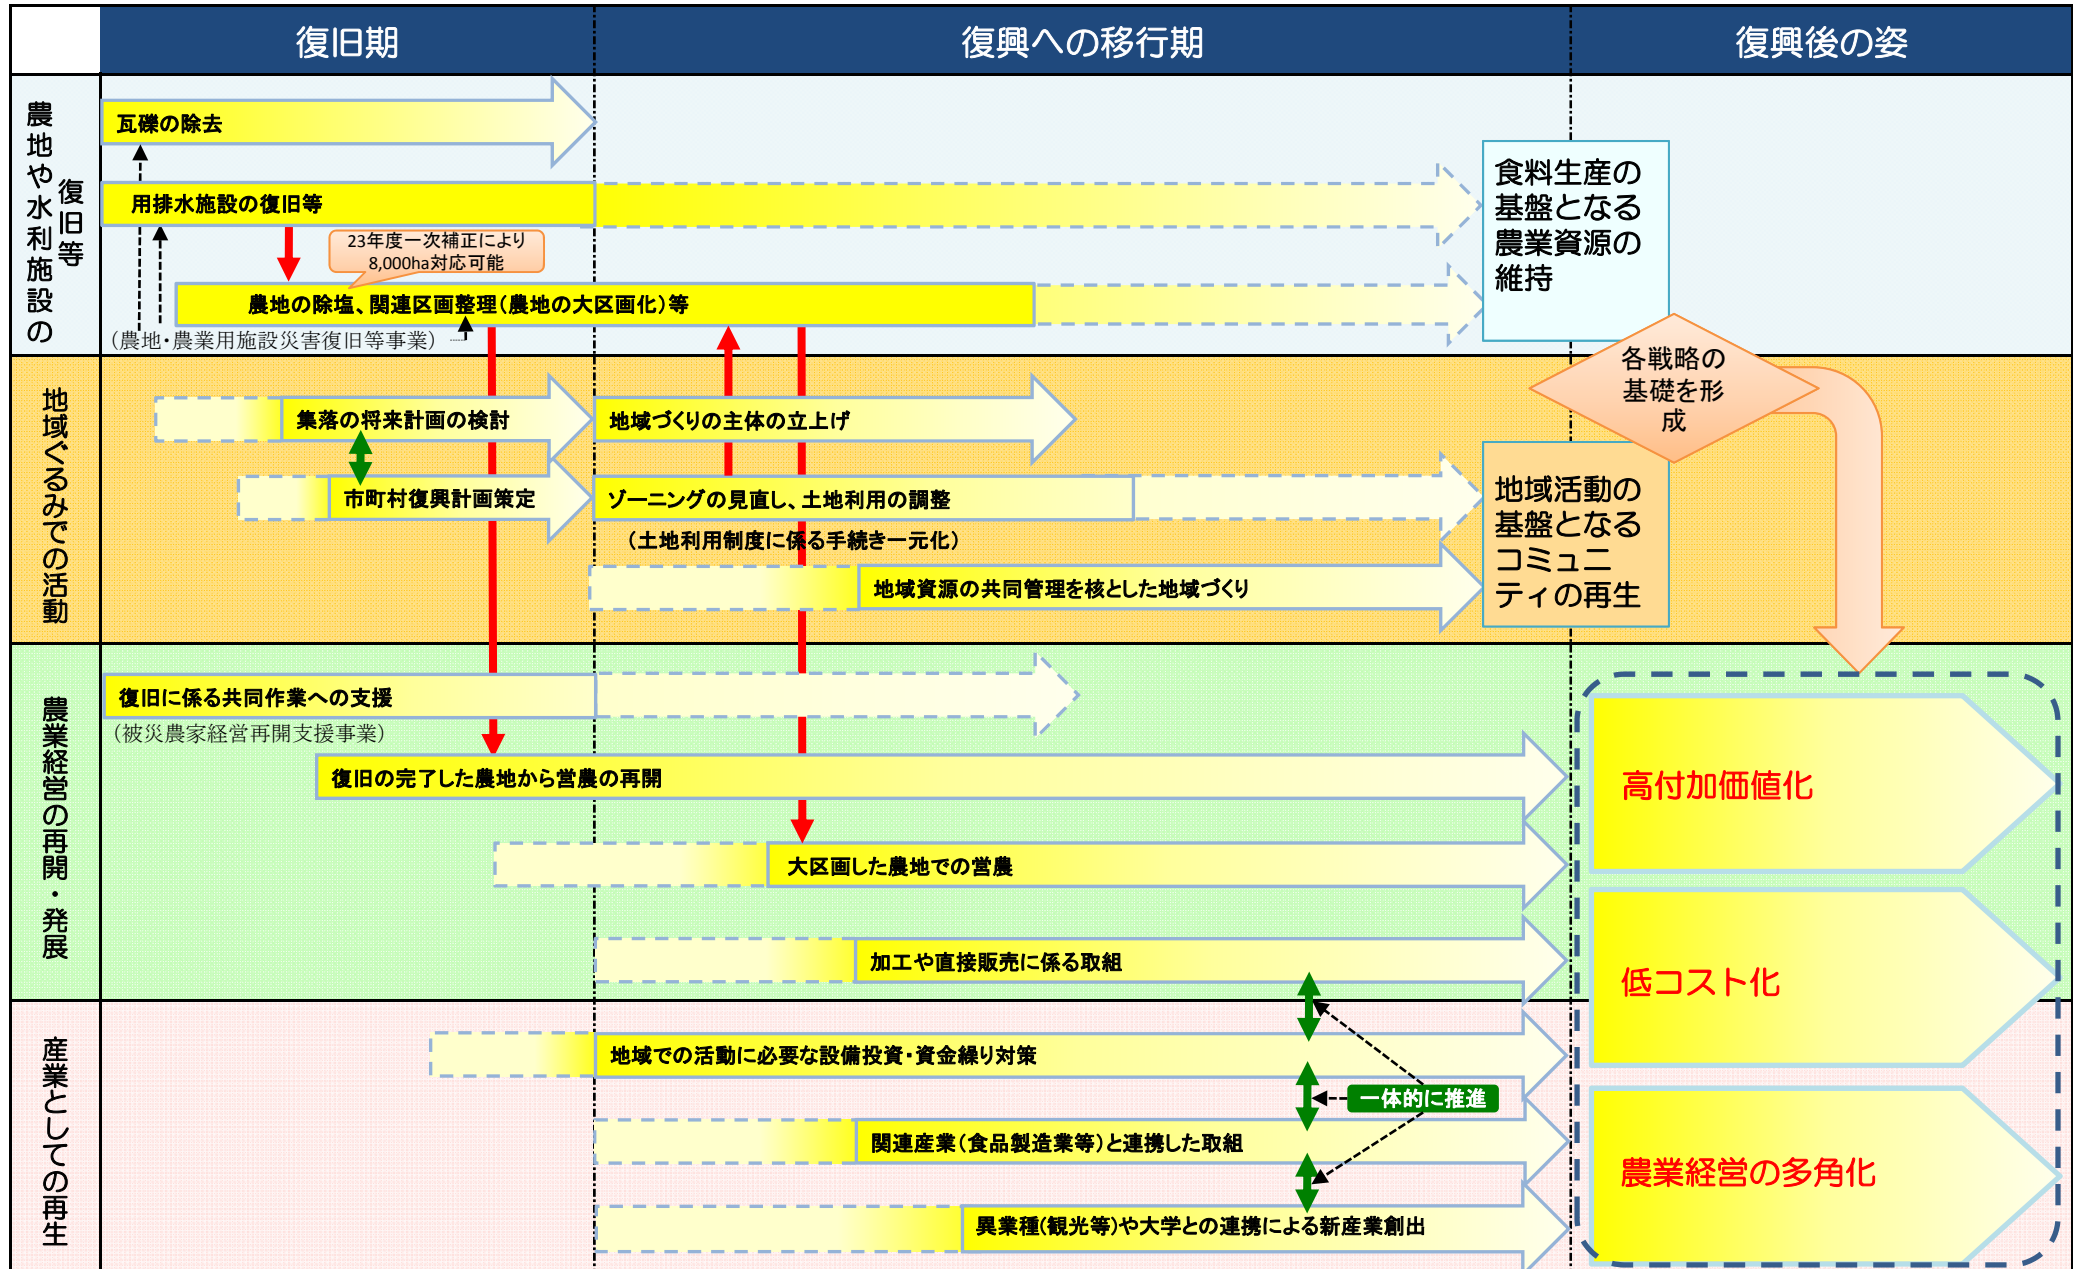 復旧期
復興への移行期
復興後の姿
農地や水利施設の
復旧等
瓦礫の除去
用排水施設の復旧等
23年度一次補正により
8,000ha対応可能
農地の除塩、関連区画整理(農地の大区画化)等
(農地・農業用施設災害復旧等事業)
食料生産の
基盤となる
農業資源の
維持
各戦略の
基礎を形
成
地域ぐるみでの活動
集落の将来計画の検討
地域づくりの主体の立上げ
市町村復興計画策定
ゾーニングの見直し、土地利用の調整
(土地利用制度に係る手続き一元化)
地域資源の共同管理を核とした地域づくり
地域活動の
基盤となる
コミュニ
ティの再生
農業経営の再開・発展
復旧に係る共同作業への支援
(被災農家経営再開支援事業)
復旧の完了した農地から営農の再開
大区画した農地での営農
加工や直接販売に係る取組
高付加価値化
低コスト化
農業経営の多角化
産業としての再生
地域での活動に必要な設備投資・資金繰り対策
一体的に推進
関連産業(食品製造業等)と連携した取組
異業種(観光等)や大学との連携による新産業創出